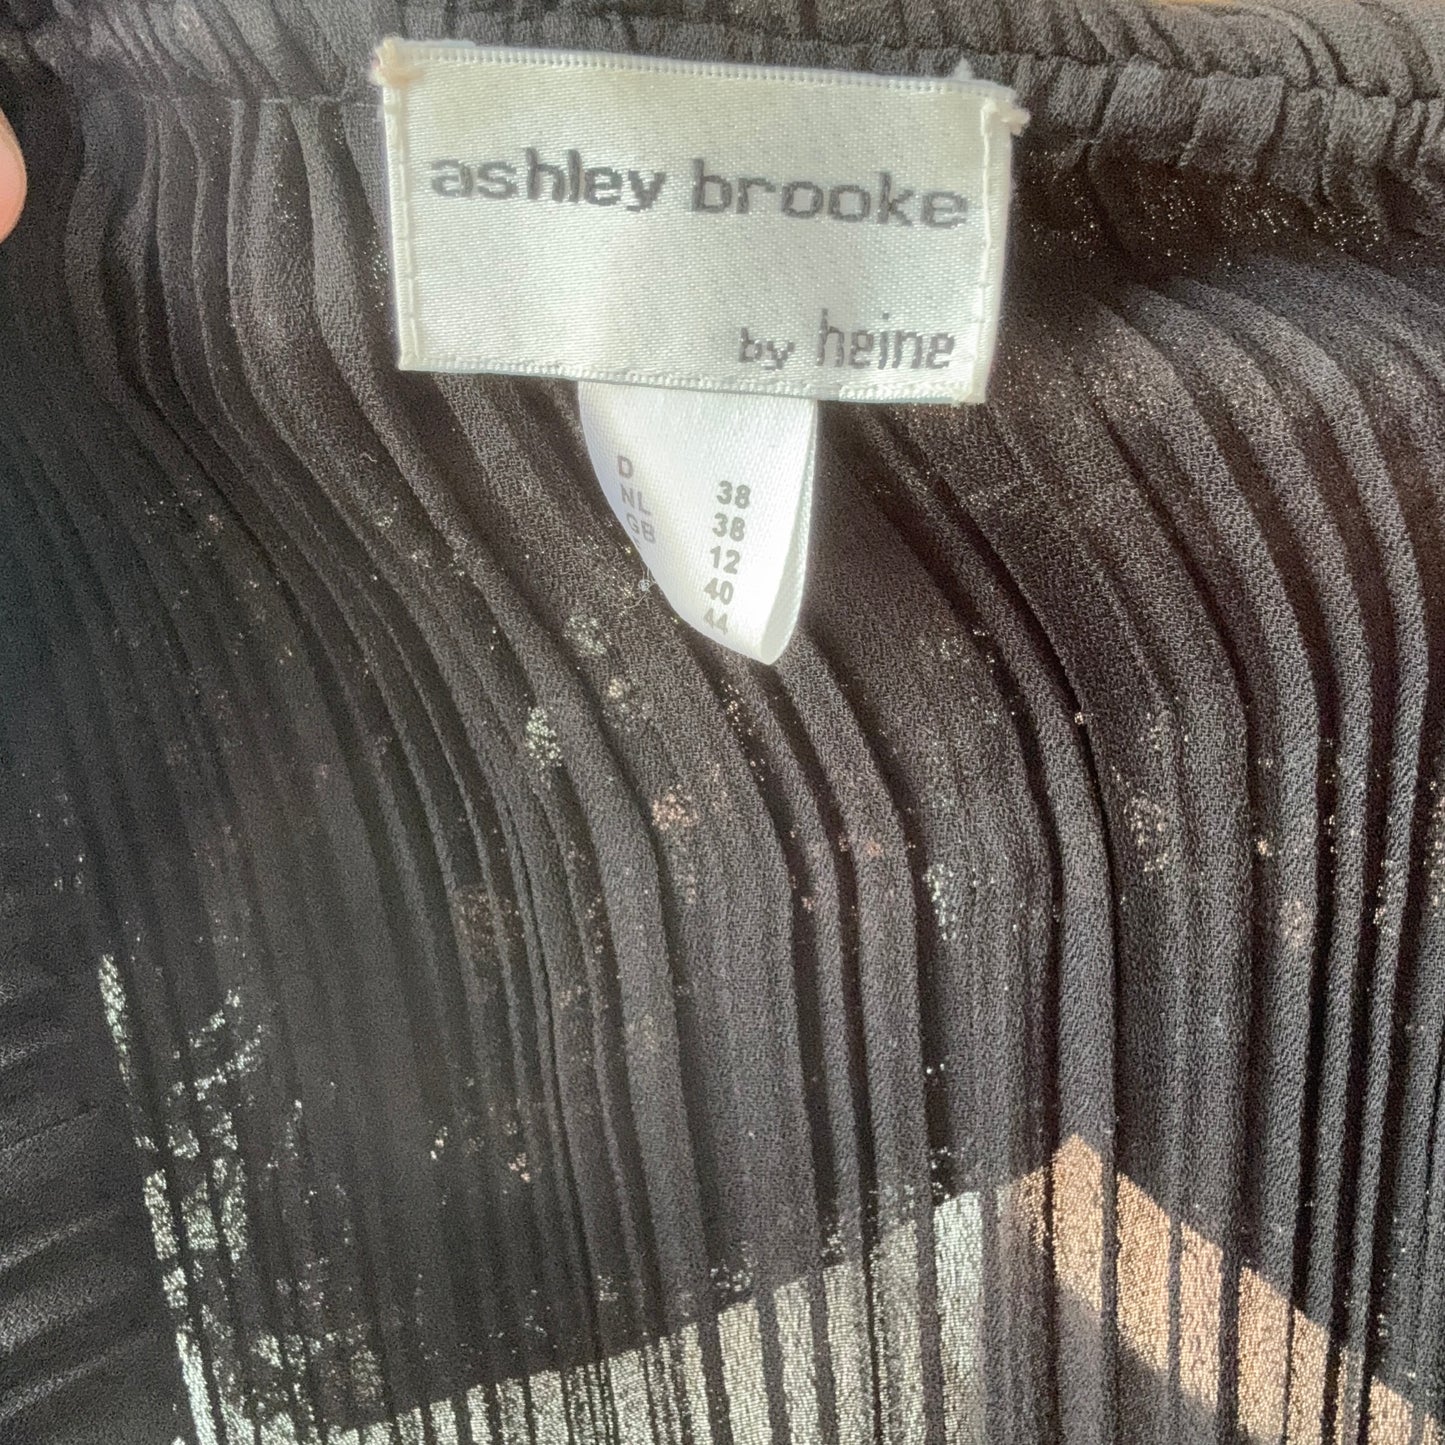 ashley brooke
by heine
D 38
NL 38
GB 12
40
44